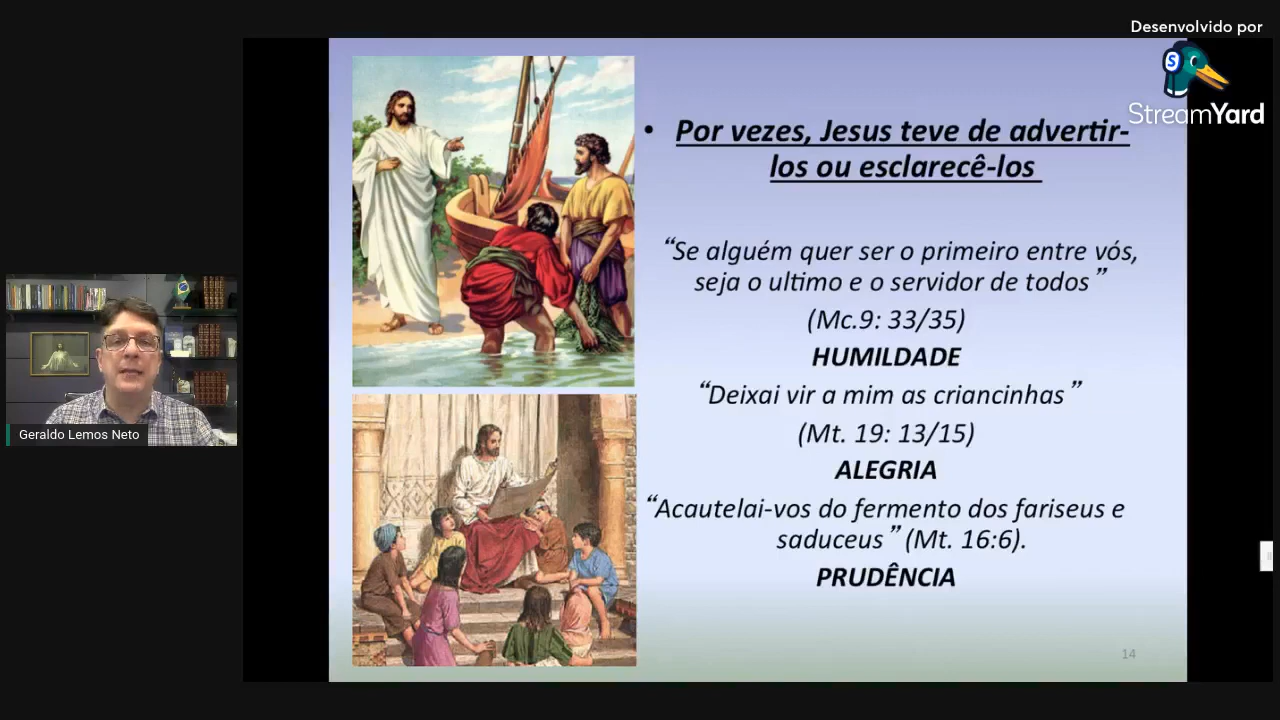 Desenvolvido por
StreamYard
• Por vezes, Jesus teve de advertir-
los ou esclarecê-los
“Se alguém quer ser o primeiro entre vós,
seja o ultimo e o servidor de todos”
(Mc.9: 33/35)
HUMILDADE
“Deixai vir a mim as criancinhas”
(Mt. 19: 13/15)
ALEGRIA
“Acautelai-vos do fermento dos fariseus e
saduceus” (Mt. 16:6).
PRUDÊNCIA
14
Geraldo Lemos Neto